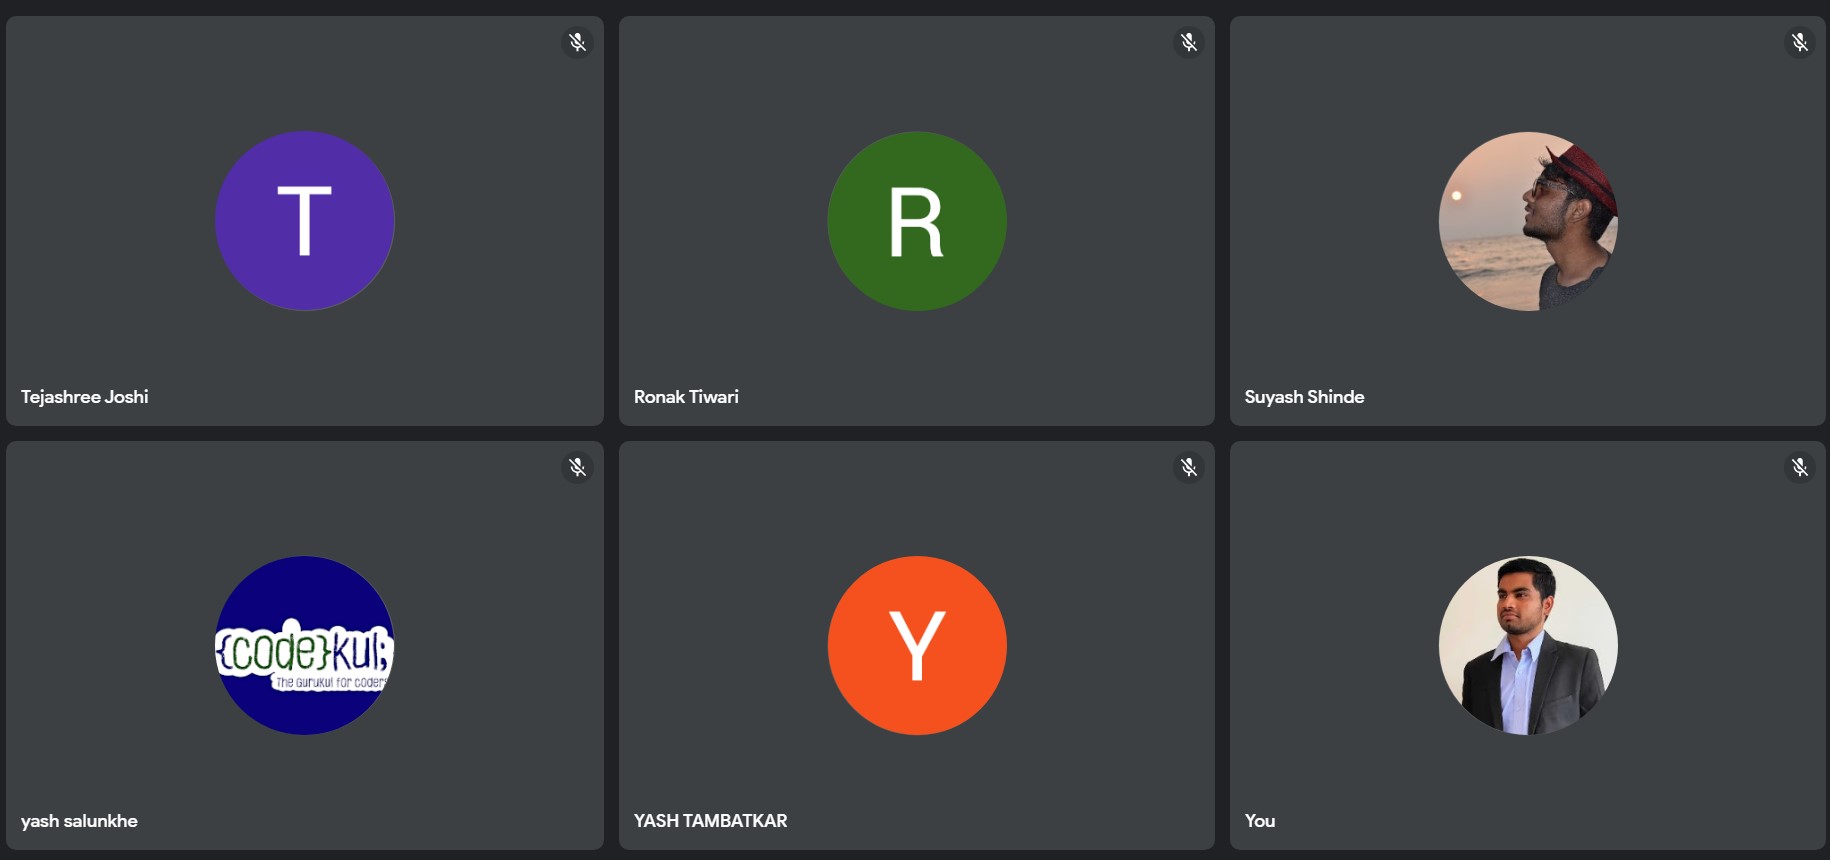 T
Tejashree Joshi
R
Ronak Tiwari
Suyash Shinde
{code}kul;
The Gurukul for coders
yash salunkhe
Y
YASH TAMBATKAR
You